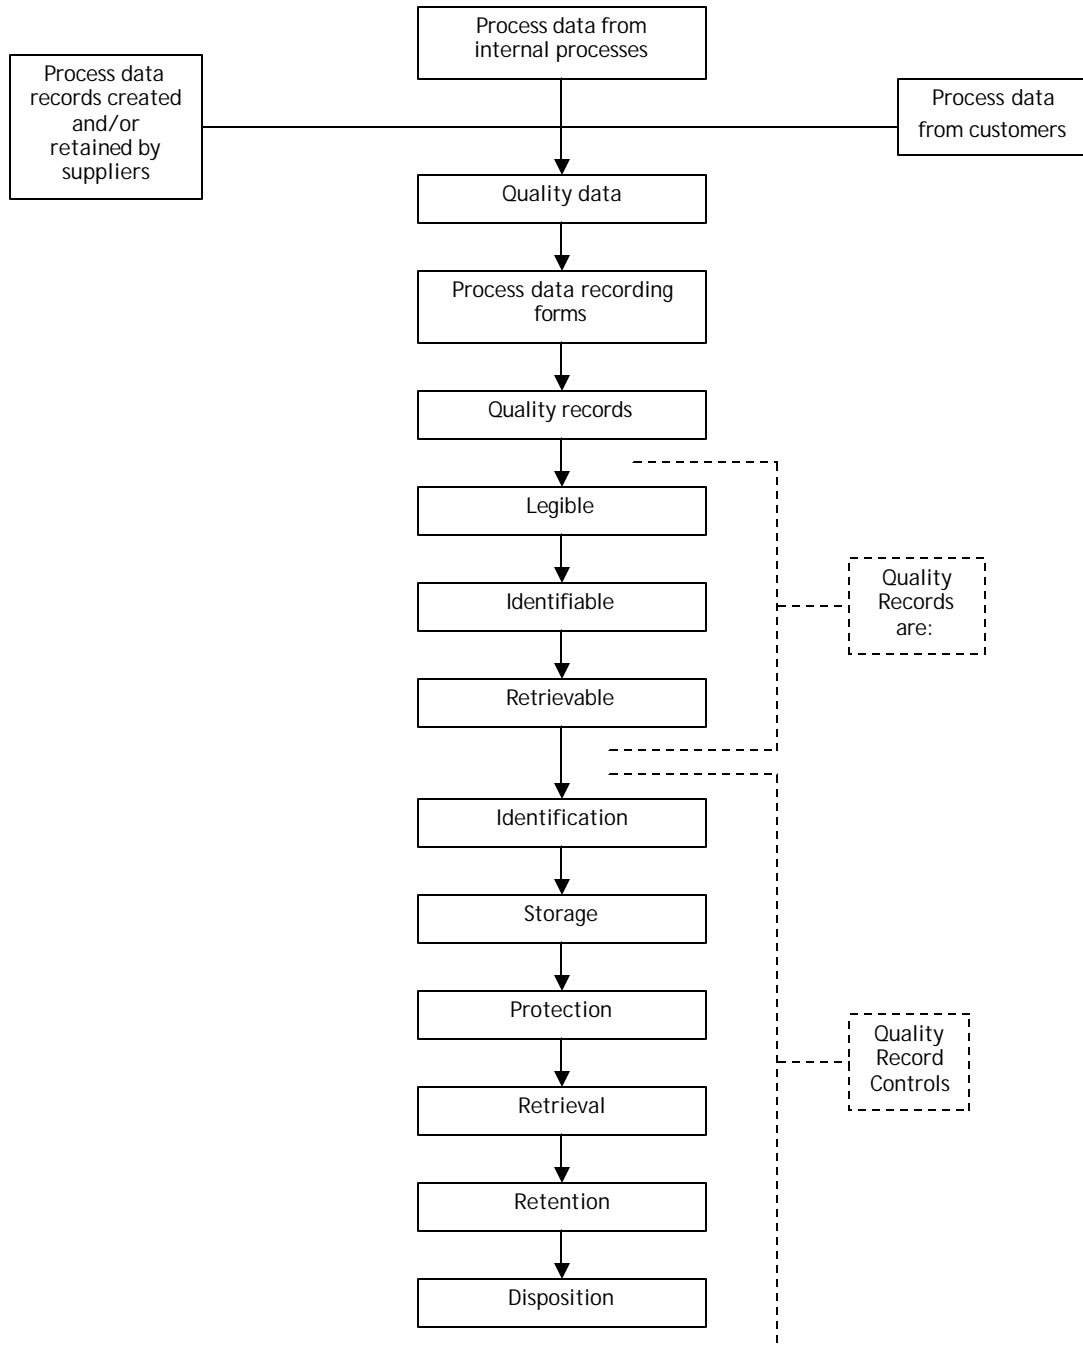 Process data from
internal processes
Process data
records created
and/or
retained by
suppliers
Process data
from customers
Quality data
Process data recording
forms
Quality records
Legible
Identifiable
Quality
Records
are:
Retrievable
Identification
Storage
Protection
Quality
Record
Controls
Retrieval
Retention
Disposition